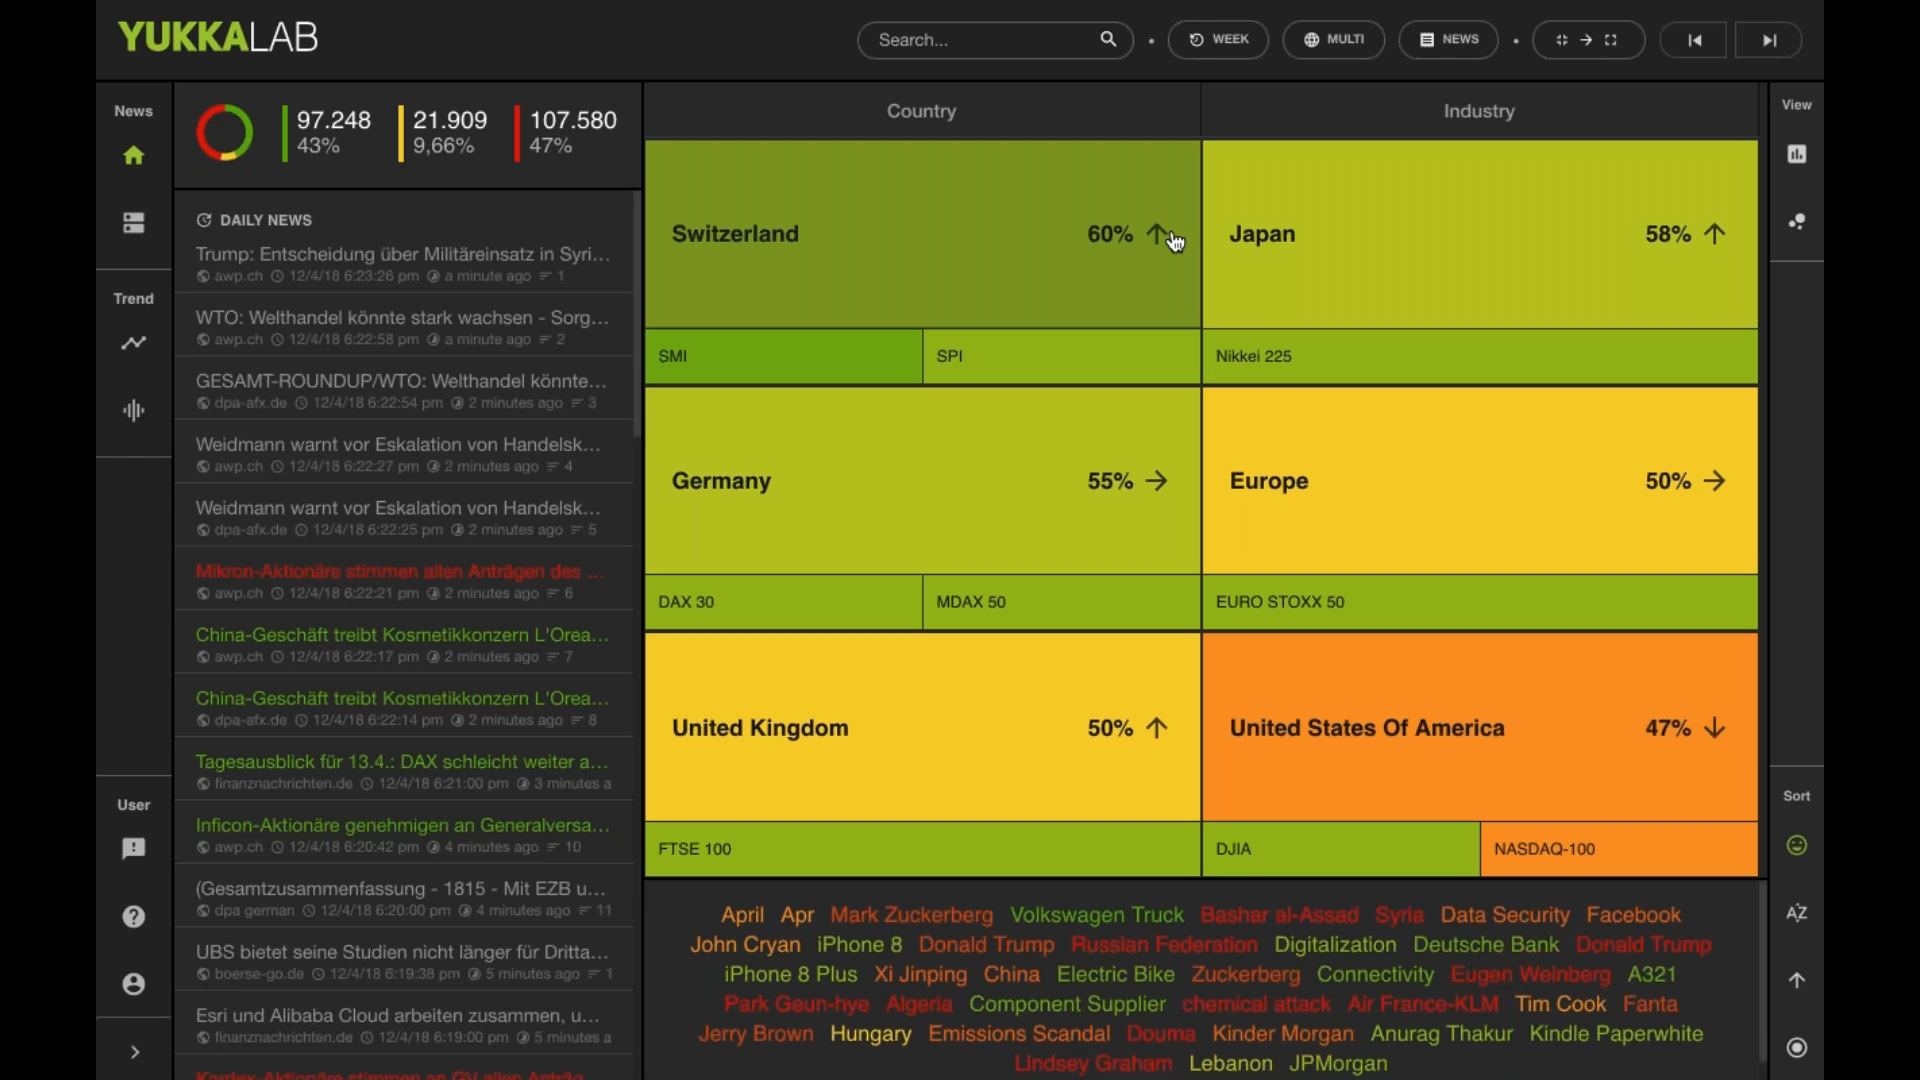 YUKKALAB
Search...
WEEK
MULTI
NEWS
News
Trend
User
97.248
43%
21.909
9,66%
107.580
47%
DAILY NEWS
Trump: Entscheidung über Militäreinsatz in Syri...
awp.ch 12/4/18 6:23:26 pm a minute ago 1
WTO: Welthandel könnte stark wachsen - Sorg...
awp.ch 12/4/18 6:22:58 pm a minute ago 2
GESAMT-ROUNDUP/WTO: Welthandel könnte...
dpa-afx.de 12/4/18 6:22:54 pm 2 minutes ago 3
Weidmann warnt vor Eskalation von Handelsk...
awp.ch 12/4/18 6:22:27 pm 2 minutes ago 4
Weidmann warnt vor Eskalation von Handelsk...
dpa-afx.de 12/4/18 6:22:25 pm 2 minutes ago 5
Mikron-Aktionäre stimmen allen Anträgen des ...
awp.ch 12/4/18 6:22:21 pm 2 minutes ago 6
China-Geschäft treibt Kosmetikkonzern L'Orea...
awp.ch 12/4/18 6:22:17 pm 2 minutes ago 7
China-Geschäft treibt Kosmetikkonzern L'Orea...
dpa-afx.de 12/4/18 6:22:14 pm 2 minutes ago 8
Tagesausblick für 13.4.: DAX schleicht weiter a...
finanznachrichten.de 12/4/18 6:21:00 pm 3 minutes a
Inficon-Aktionäre genehmigen an Generalversa...
awp.ch 12/4/18 6:20:42 pm 4 minutes ago 10
(Gesamtzusammenfassung - 1815 - Mit EZB u...
dpa german 12/4/18 6:20:00 pm 4 minutes ago 11
UBS bietet seine Studien nicht länger für Dritta...
boerse-go.de 12/4/18 6:19:38 pm 5 minutes ago 1
Esri und Alibaba Cloud arbeiten zusammen, u...
finanznachrichten.de 12/4/18 6:19:00 pm 5 minutes a
Kardex-Aktionäre stimmen an GV allen Anträg...
Country
Industry
Switzerland 60%
Japan 58%
SMI
SPI
Nikkei 225
Germany 55%
Europe 50%
DAX 30
MDAX 50
EURO STOXX 50
United Kingdom 50%
United States Of America 47%
FTSE 100
DJIA
NASDAQ-100
April Apr Mark Zuckerberg Volkswagen Truck Bashar al-Assad Syria Data Security Facebook
John Cryan iPhone 8 Donald Trump Russian Federation Digitalization Deutsche Bank Donald Trump
iPhone 8 Plus Xi Jinping China Electric Bike Zuckerberg Connectivity Eugen Weinberg A321
Park Geun-hye Algeria Component Supplier chemical attack Air France-KLM Tim Cook Fanta
Jerry Brown Hungary Emissions Scandal Douma Kinder Morgan Anurag Thakur Kindle Paperwhite
Lindsey Graham Lebanon JPMorgan
View
Sort
AZ